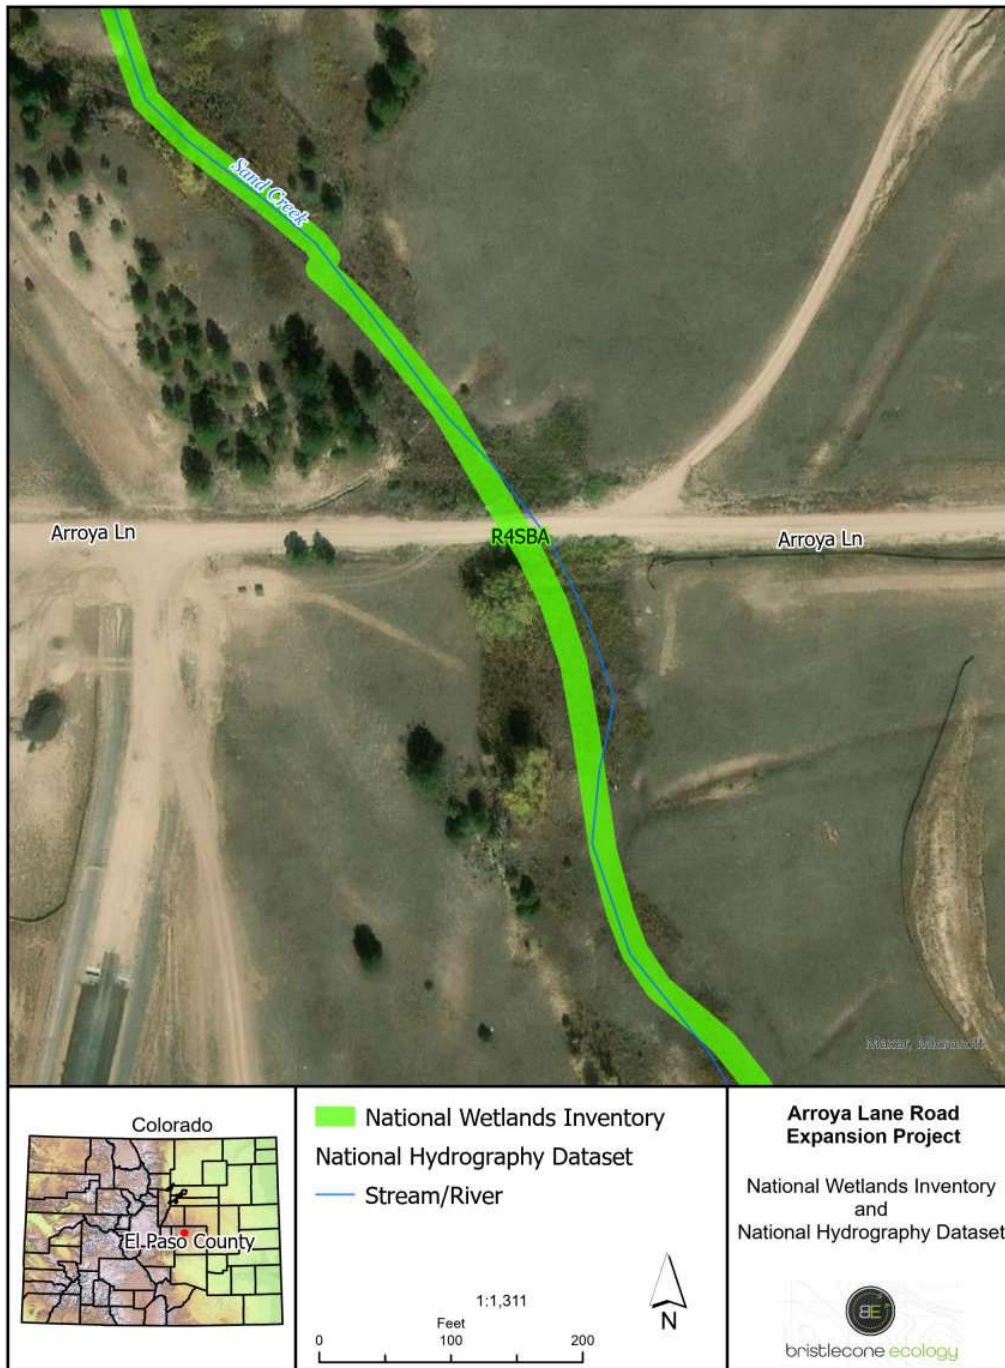 Sand Creek
Arroya Ln
R4SBA
Arroya Ln
Maxar, Microsoft
Colorado
El Paso County
National Wetlands Inventory
National Hydrography Dataset
Stream/River
1:1,311
Feet
0 100 200
N
Arroya Lane Road
Expansion Project
National Wetlands Inventory
and
National Hydrography Dataset
BE
bristlecone ecology